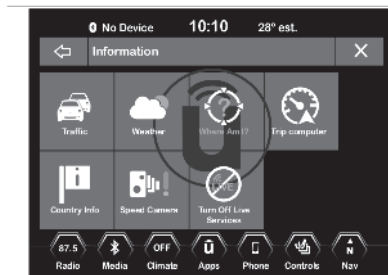 No Device 10:10 28° est.
Information X
Traffic Weather Where Am I? Trip computer
i
Country Info Speed Camera Turn Off Live
Services
87.5 OFF ū N
Radio Media Climate Apps Phone Controls Nav